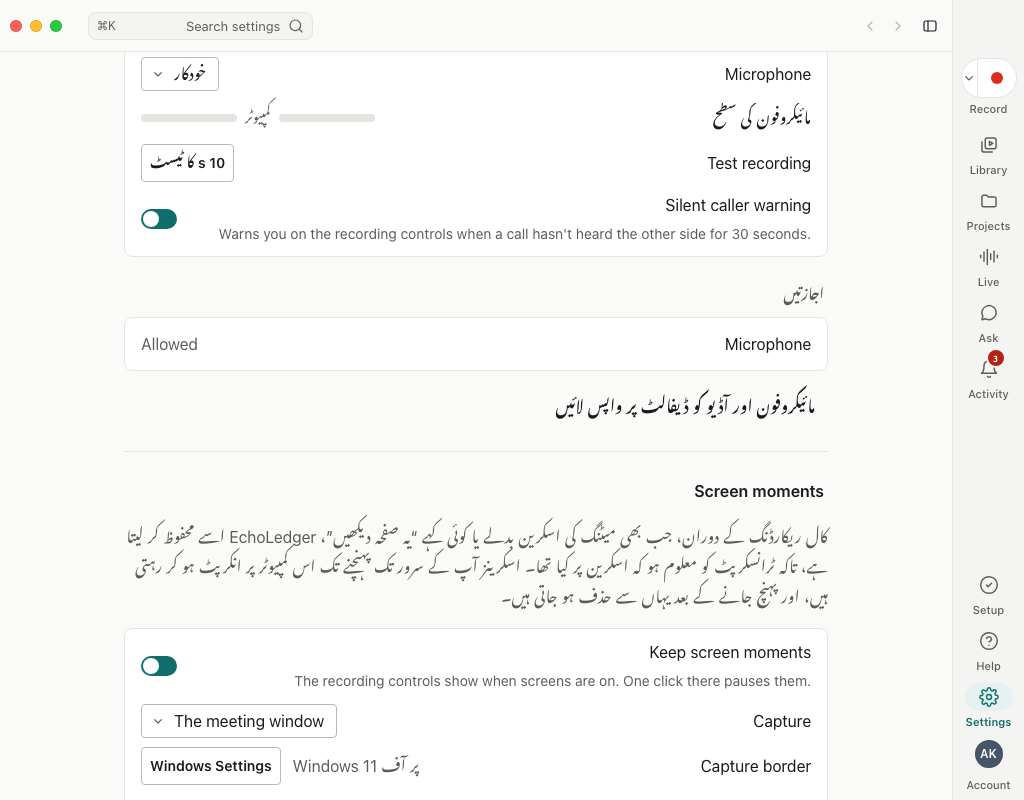 ⌘K
Search settings
Record
Library
Projects
Live
Ask
3
Activity
Setup
Help
Settings
AK
Account
Microphone
خودکار
مائیکروفون کی سطح
کمپیوٹر
Test recording
10 s کا ٹیسٹ
Silent caller warning
Warns you on the recording controls when a call hasn't heard the other side for 30 seconds.
اجازتیں
Microphone
Allowed
مائیکروفون اور آڈیو کو ڈیفالٹ پر واپس لائیں
Screen moments
کال ریکارڈنگ کے دوران، جب بھی میٹنگ کی اسکرین بدلے یا کوئی کہے “یہ صفحہ دیکھیں”، EchoLedger اسے محفوظ کر لیتا
ہے، تاکہ ٹرانسکرپٹ کو معلوم ہو کہ اسکرین پر کیا تھا۔ اسکرینز آپ کے سرور تک پہنچنے تک اس کمپیوٹر پر انکرپٹ ہو کر رہتی
ہیں، اور پہنچ جانے کے بعد یہاں سے حذف ہو جاتی ہیں۔
Keep screen moments
The recording controls show when screens are on. One click there pauses them.
Capture
The meeting window
Capture border
Windows 11 پر آف
Windows Settings